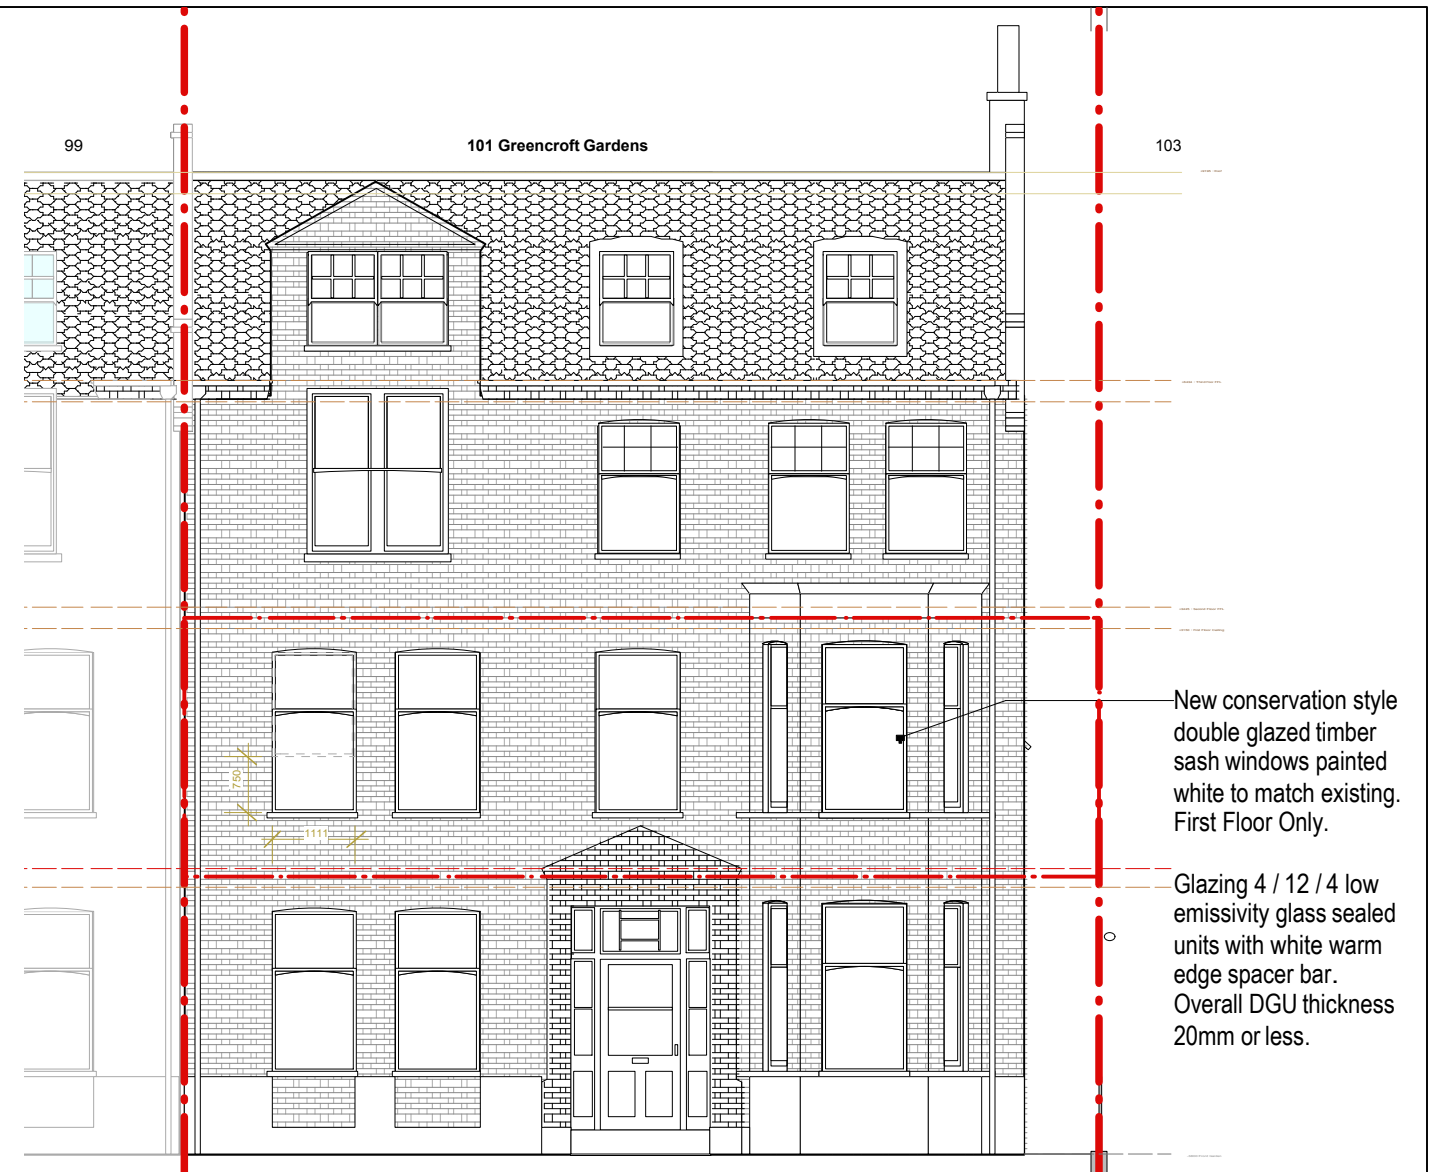 99
101 Greencroft Gardens
103
New conservation style
double glazed timber
sash windows painted
white to match existing.
First Floor Only.
750
1111
Glazing 4 / 12 / 4 low
emissivity glass sealed
units with white warm
edge spacer bar.
Overall DGU thickness
20mm or less.